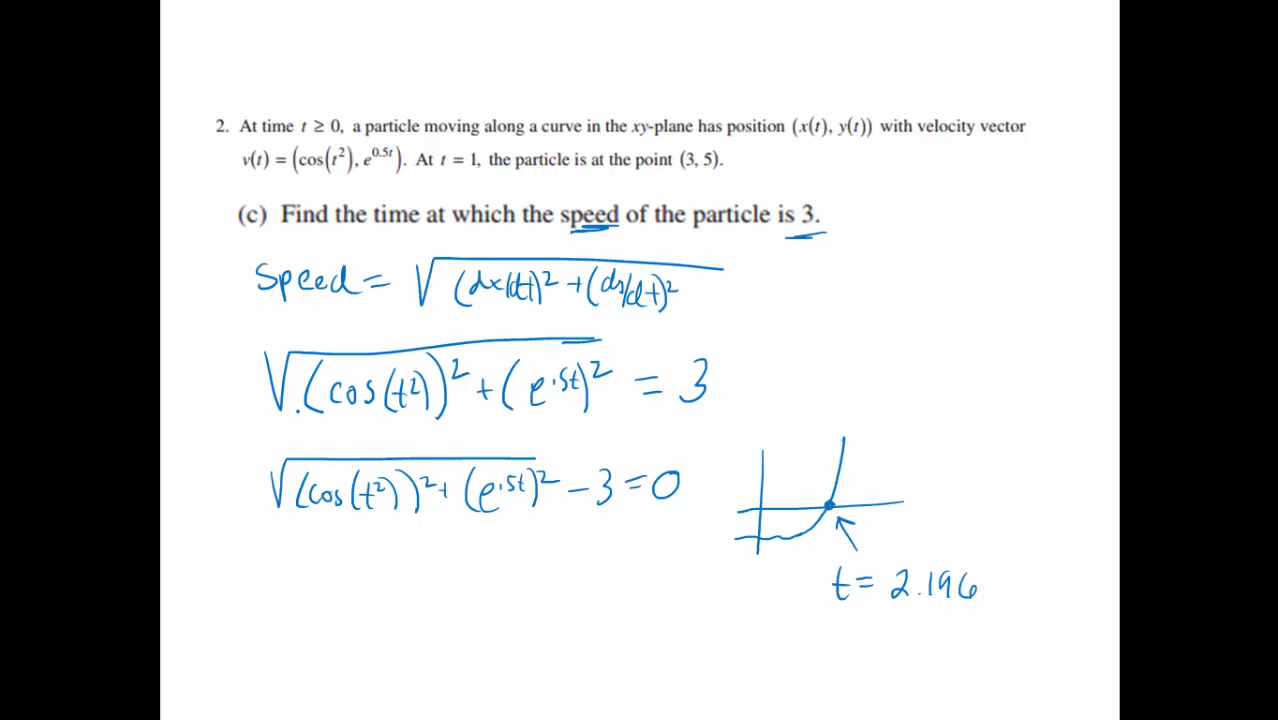 2. At time t ≥ 0, a particle moving along a curve in the xy-plane has position (x(t), y(t)) with velocity vector
v(t) = (cos(t²), e^{0.5t}). At t = 1, the particle is at the point (3, 5).
(c) Find the time at which the speed of the particle is 3.
Speed = √((dx/dt)² + (dy/dt)²
√(cos(t²))² + (e^{.5t})² = 3
√(cos(t²))² + (e^{.5t})² − 3 = 0
t = 2.196